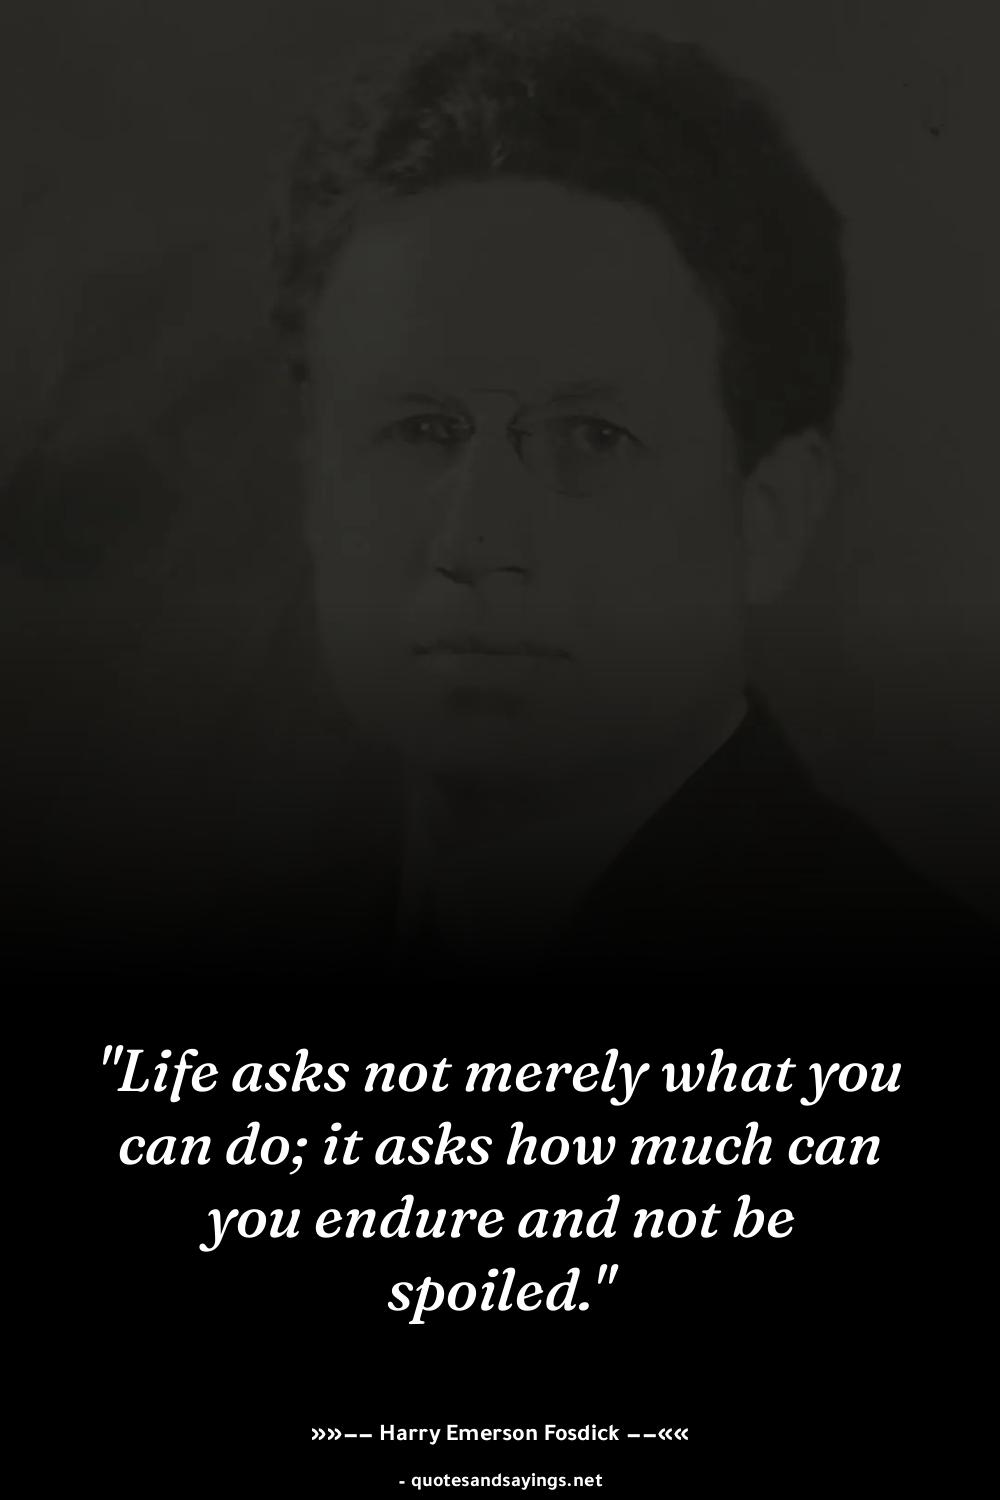 "Life asks not merely what you
can do; it asks how much can
you endure and not be
spoiled."
»»−− Harry Emerson Fosdick −−««
- quotesandsayings.net